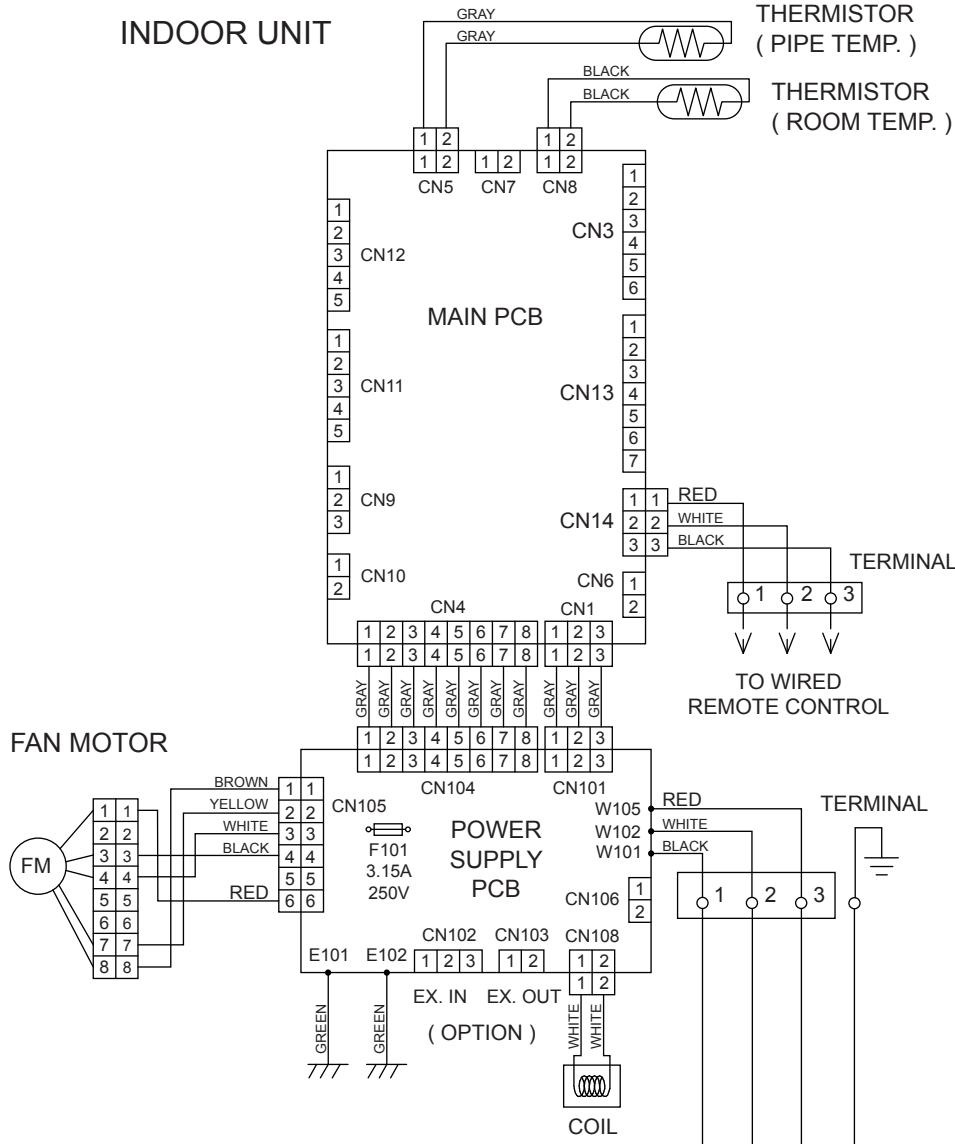 INDOOR UNIT
GRAY
GRAY
THERMISTOR
( PIPE TEMP. )
BLACK
BLACK
THERMISTOR
( ROOM TEMP. )
1 2
1 2
CN5
1 2
CN7
1 2
1 2
CN8
1
2
3
4
5
CN12
1
2
3
4
5
6
CN3
MAIN PCB
1
2
3
4
5
CN11
1
2
3
4
5
6
7
CN13
1
2
3
CN9
1 1
2 2
3 3
CN14
RED
WHITE
BLACK
TERMINAL
1 2 3
TO WIRED
REMOTE CONTROL
1
2
CN10
CN6
1
2
CN4
1 2 3 4 5 6 7 8
1 2 3 4 5 6 7 8
CN1
1 2 3
1 2 3
GRAY GRAY GRAY GRAY GRAY GRAY GRAY GRAY
GRAY GRAY GRAY
1 2 3 4 5 6 7 8
1 2 3 4 5 6 7 8
CN104
1 2 3
1 2 3
CN101
FAN MOTOR
FM
1 1
2 2
3 3
4 4
5 5
6 6
7 7
8 8
BROWN
YELLOW
WHITE
BLACK
RED
1 1
2 2
3 3
4 4
5 5
6 6
CN105
F101
3.15A
250V
POWER
SUPPLY
PCB
W105
W102
W101
RED
WHITE
BLACK
TERMINAL
1 2 3
CN106
1
2
E101
E102
CN102
1 2 3
CN103
1 2
CN108
1 2
1 2
EX. IN
EX. OUT
( OPTION )
GREEN
GREEN
WHITE
WHITE
COIL